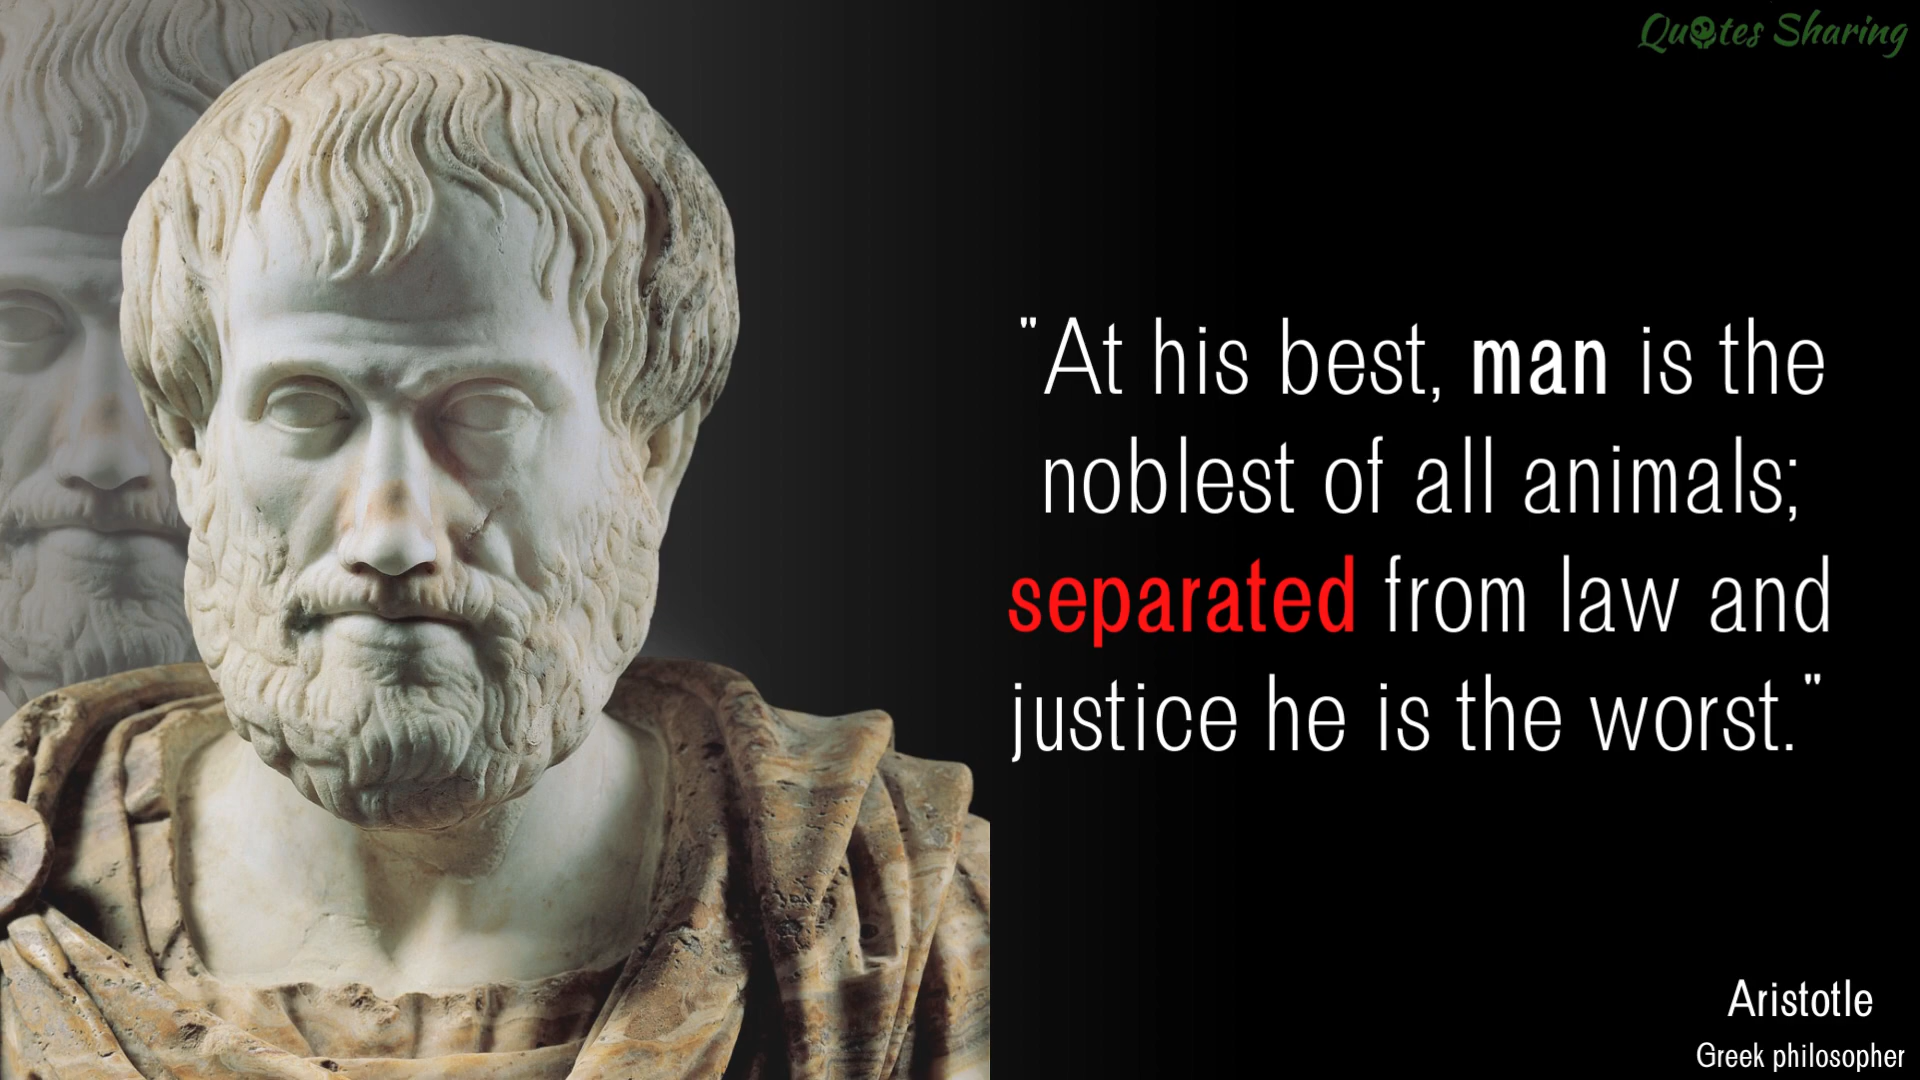 Quotes Sharing
"At his best, man is the
noblest of all animals;
separated from law and
justice he is the worst."
Aristotle
Greek philosopher